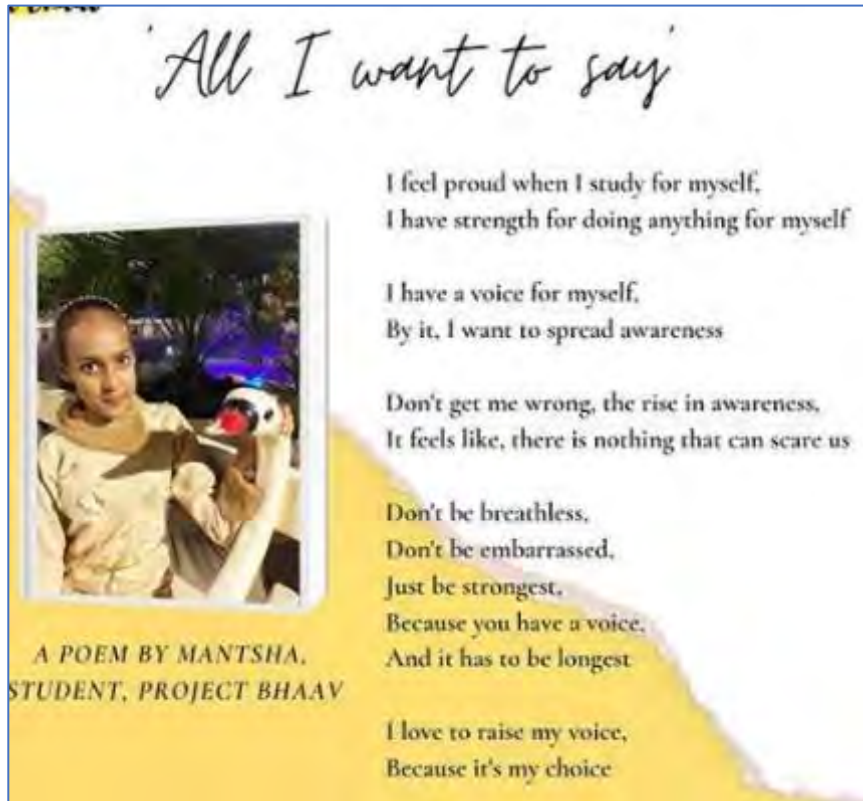 'All I want to say'
I feel proud when I study for myself,
I have strength for doing anything for myself
I have a voice for myself,
By it, I want to spread awareness
Don't get me wrong, the rise in awareness,
It feels like, there is nothing that can scare us
Don't be breathless,
Don't be embarrassed,
Just be strongest,
Because you have a voice,
And it has to be longest
I love to raise my voice,
Because it's my choice
A POEM BY MANTSHA,
STUDENT, PROJECT BHAAV